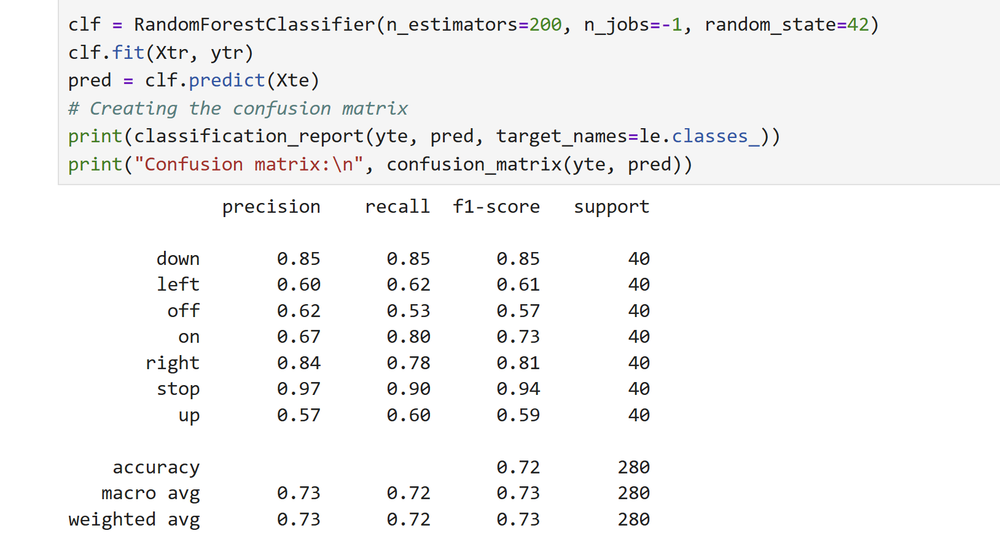 clf = RandomForestClassifier(n_estimators=200, n_jobs=-1, random_state=42)
clf.fit(Xtr, ytr)
pred = clf.predict(Xte)
# Creating the confusion matrix
print(classification_report(yte, pred, target_names=le.classes_))
print("Confusion matrix:\n", confusion_matrix(yte, pred))
precision recall f1-score support
down 0.85 0.85 0.85 40
left 0.60 0.62 0.61 40
off 0.62 0.53 0.57 40
on 0.67 0.80 0.73 40
right 0.84 0.78 0.81 40
stop 0.97 0.90 0.94 40
up 0.57 0.60 0.59 40
accuracy 0.72 280
macro avg 0.73 0.72 0.73 280
weighted avg 0.73 0.72 0.73 280